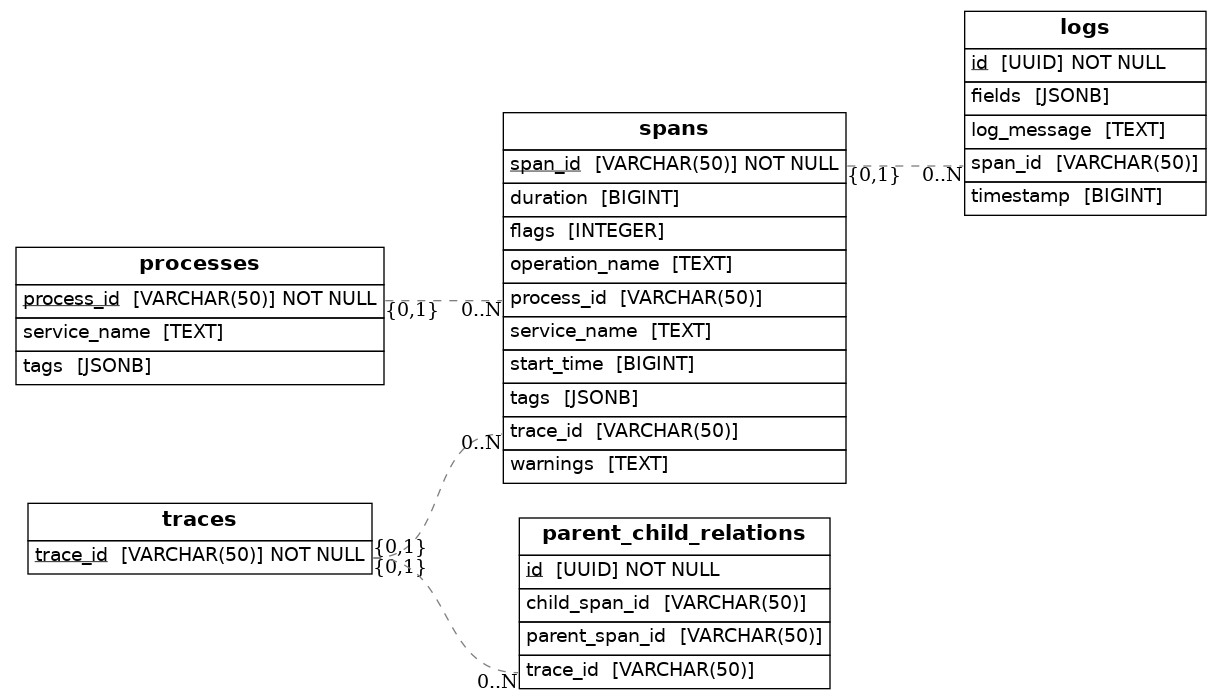 logs
id [UUID] NOT NULL
fields [JSONB]
log_message [TEXT]
span_id [VARCHAR(50)]
timestamp [BIGINT]
spans
span_id [VARCHAR(50)] NOT NULL
duration [BIGINT]
flags [INTEGER]
operation_name [TEXT]
process_id [VARCHAR(50)]
service_name [TEXT]
start_time [BIGINT]
tags [JSONB]
trace_id [VARCHAR(50)]
warnings [TEXT]
{0,1} 0..N
processes
process_id [VARCHAR(50)] NOT NULL
service_name [TEXT]
tags [JSONB]
{0,1} 0..N
0..N
traces
trace_id [VARCHAR(50)] NOT NULL
{0,1}
{0,1}
parent_child_relations
id [UUID] NOT NULL
child_span_id [VARCHAR(50)]
parent_span_id [VARCHAR(50)]
trace_id [VARCHAR(50)]
0..N